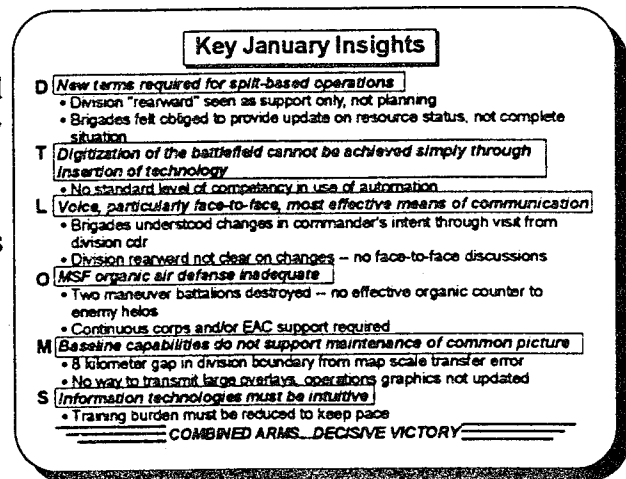 Key January Insights
D New terms required for split-based operations
• Division "rearward" seen as support only, not planning
• Brigades felt obliged to provide update on resource status, not complete
situation
T Digitization of the battlefield cannot be achieved simply through
insertion of technology
• No standard level of competency in use of automation
L Voice, particularly face-to-face, most effective means of communication
• Brigades understood changes in commander's intent through visit from
division cdr
• Division rearward not clear on changes -- no face-to-face discussions
O MSF organic air defense inadequate
• Two maneuver battalions destroyed -- no effective organic counter to
enemy helos
• Continuous corps and/or EAC support required
M Baseline capabilities do not support maintenance of common picture
• 8 kilometer gap in division boundary from map scale transfer error
• No way to transmit large overlays, operations graphics not updated
S Information technologies must be intuitive
• Training burden must be reduced to keep pace
COMBINED ARMS...DECISIVE VICTORY